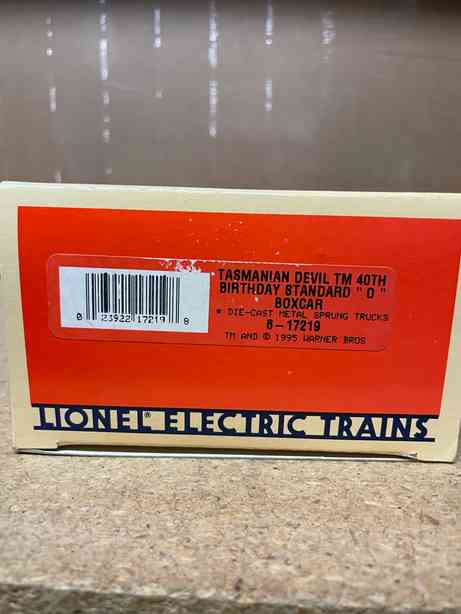 TASMANIAN DEVIL TM 40TH
BIRTHDAY STANDARD "O"
BOXCAR
• DIE-CAST METAL SPRUNG TRUCKS
6-17219
TM AND © 1995 WARNER BROS
0 23922 17219 8
LIONEL® ELECTRIC TRAINS